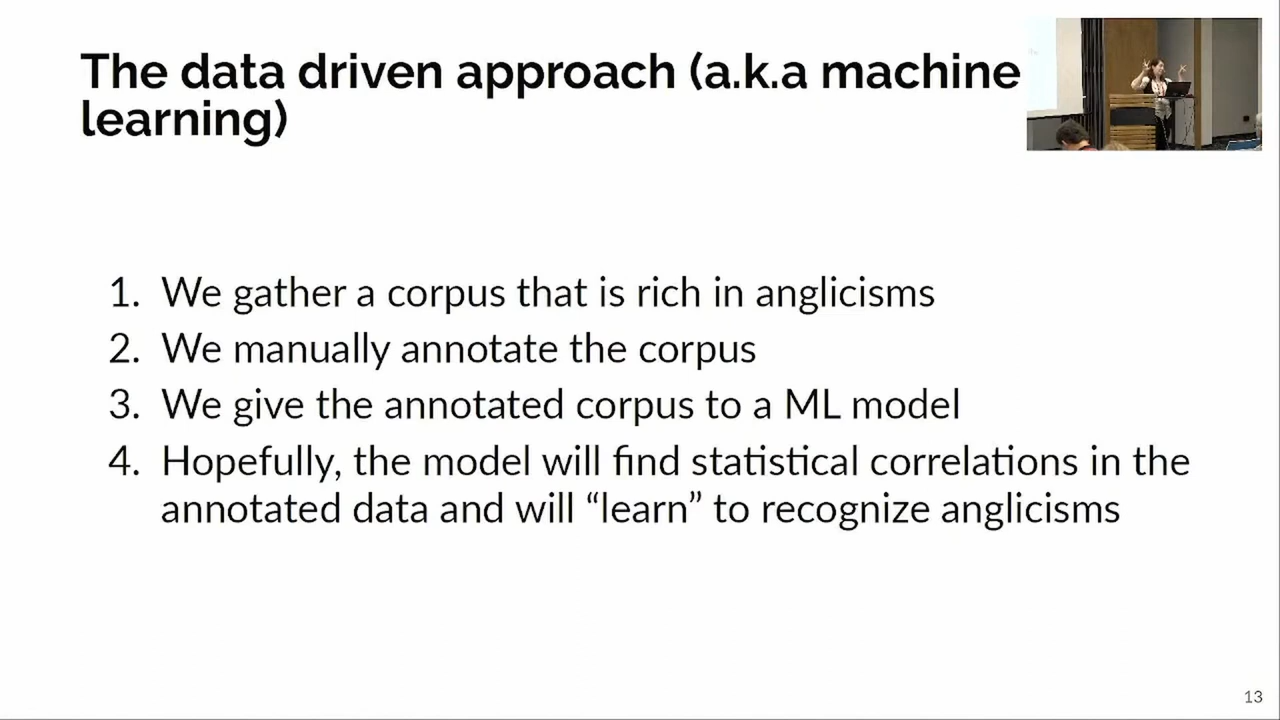 The data driven approach (a.k.a machine
learning)
1. We gather a corpus that is rich in anglicisms
2. We manually annotate the corpus
3. We give the annotated corpus to a ML model
4. Hopefully, the model will find statistical correlations in the
annotated data and will “learn” to recognize anglicisms
13